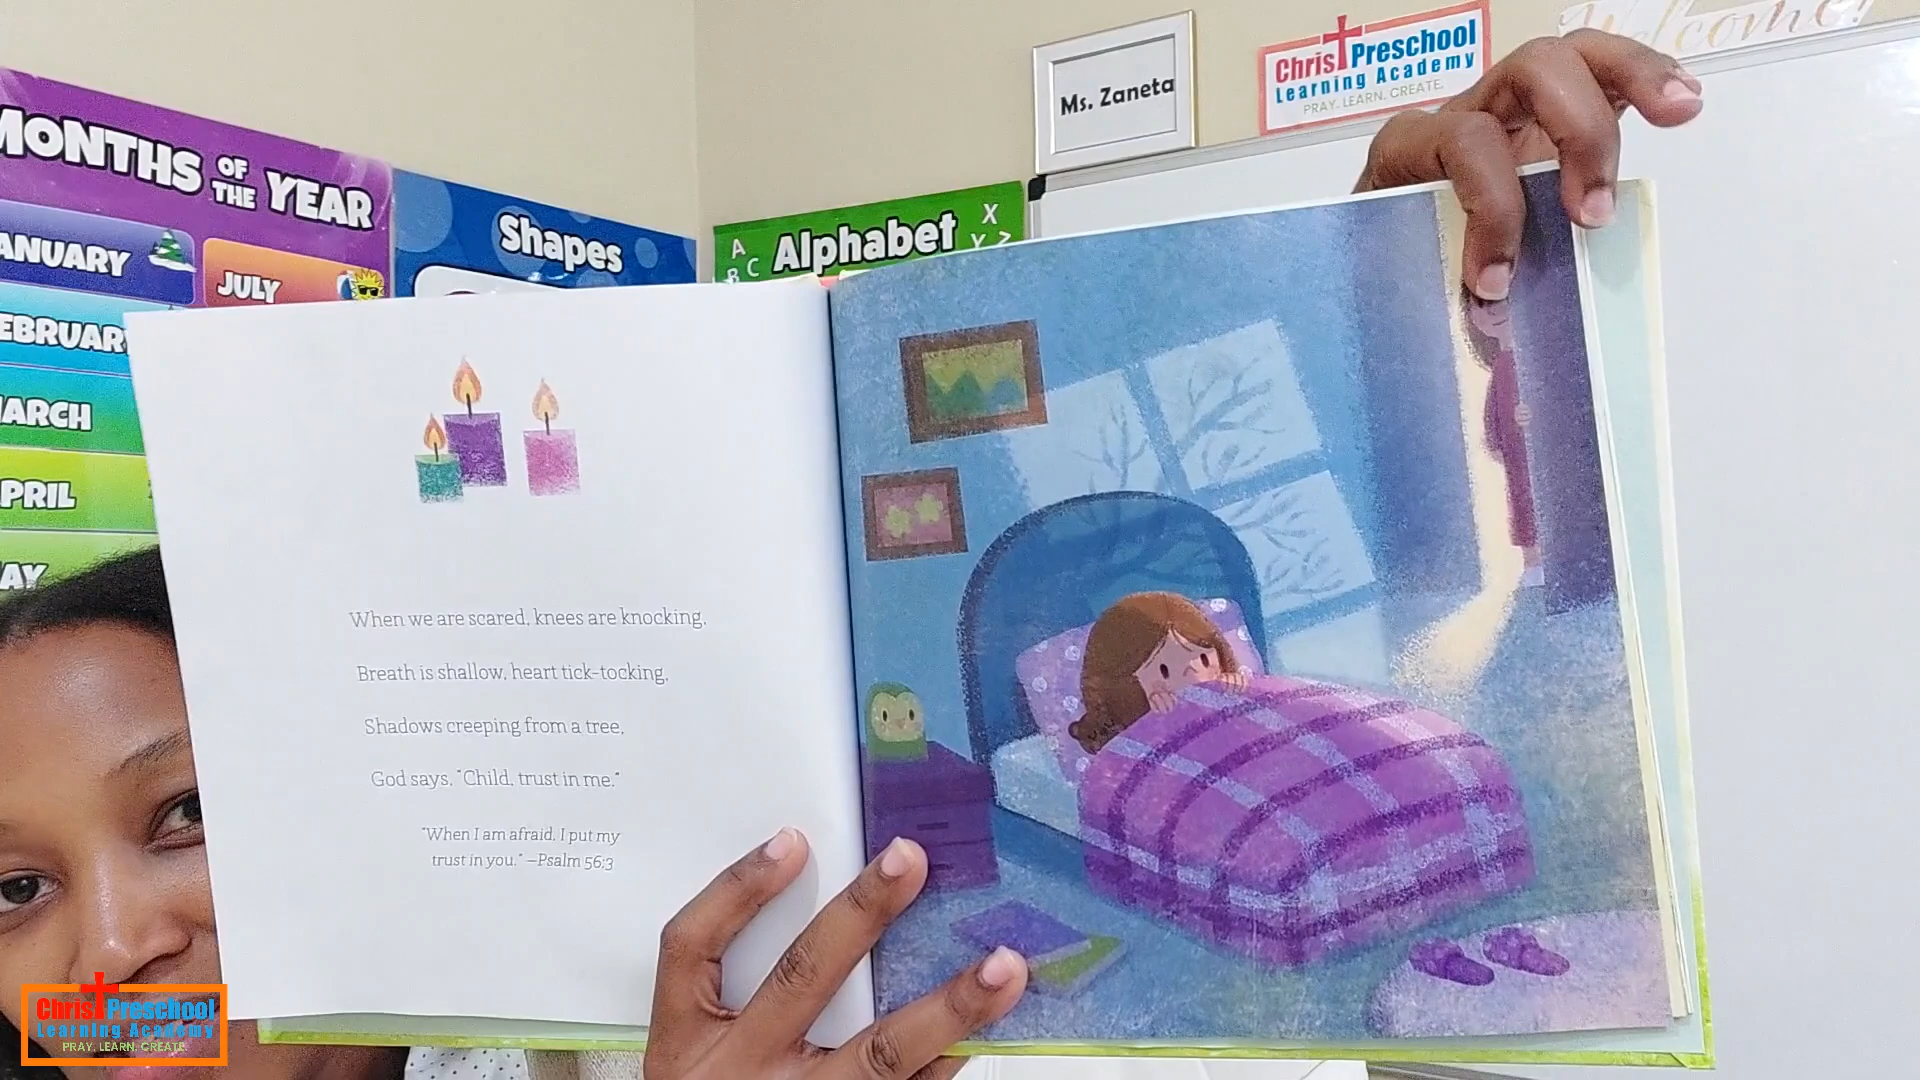 MONTHS OF THE YEAR
ANUARY
JULY
EBRUAR
ARCH
PRIL
AY
Shapes
A B C Alphabet X Y Z
Ms. Zaneta
Christ Preschool
Learning Academy
PRAY. LEARN. CREATE.
Welcome!
When we are scared, knees are knocking,
Breath is shallow, heart tick-tocking,
Shadows creeping from a tree,
God says, “Child, trust in me.”
“When I am afraid, I put my
trust in you.” —Psalm 56:3
Christ Preschool
Learning Academy
PRAY. LEARN. CREATE.